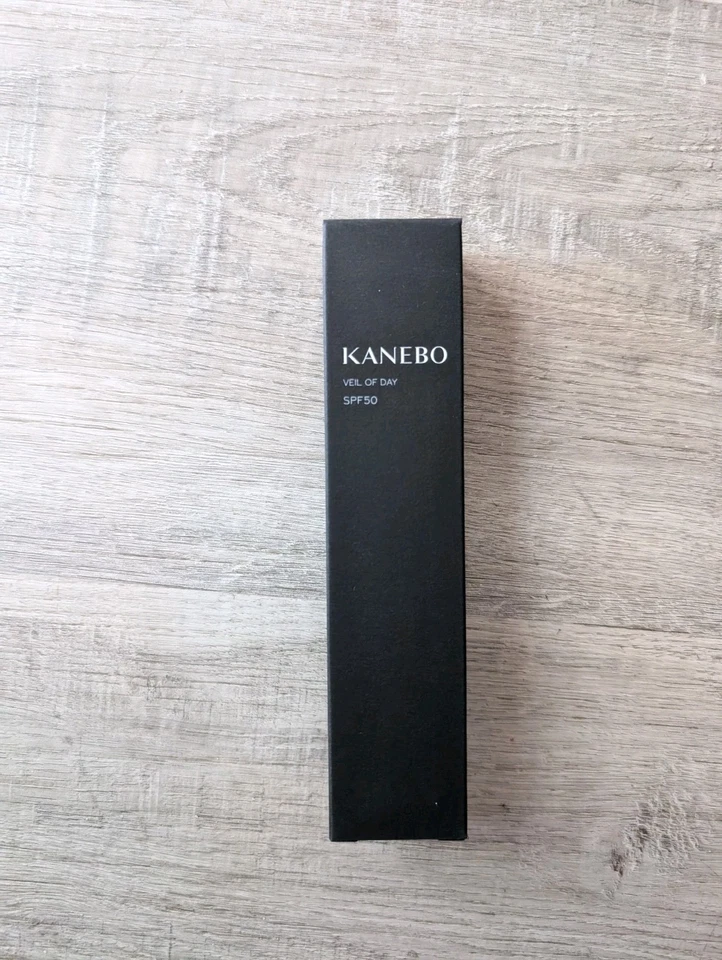 KANEBO
VEIL OF DAY
SPF50